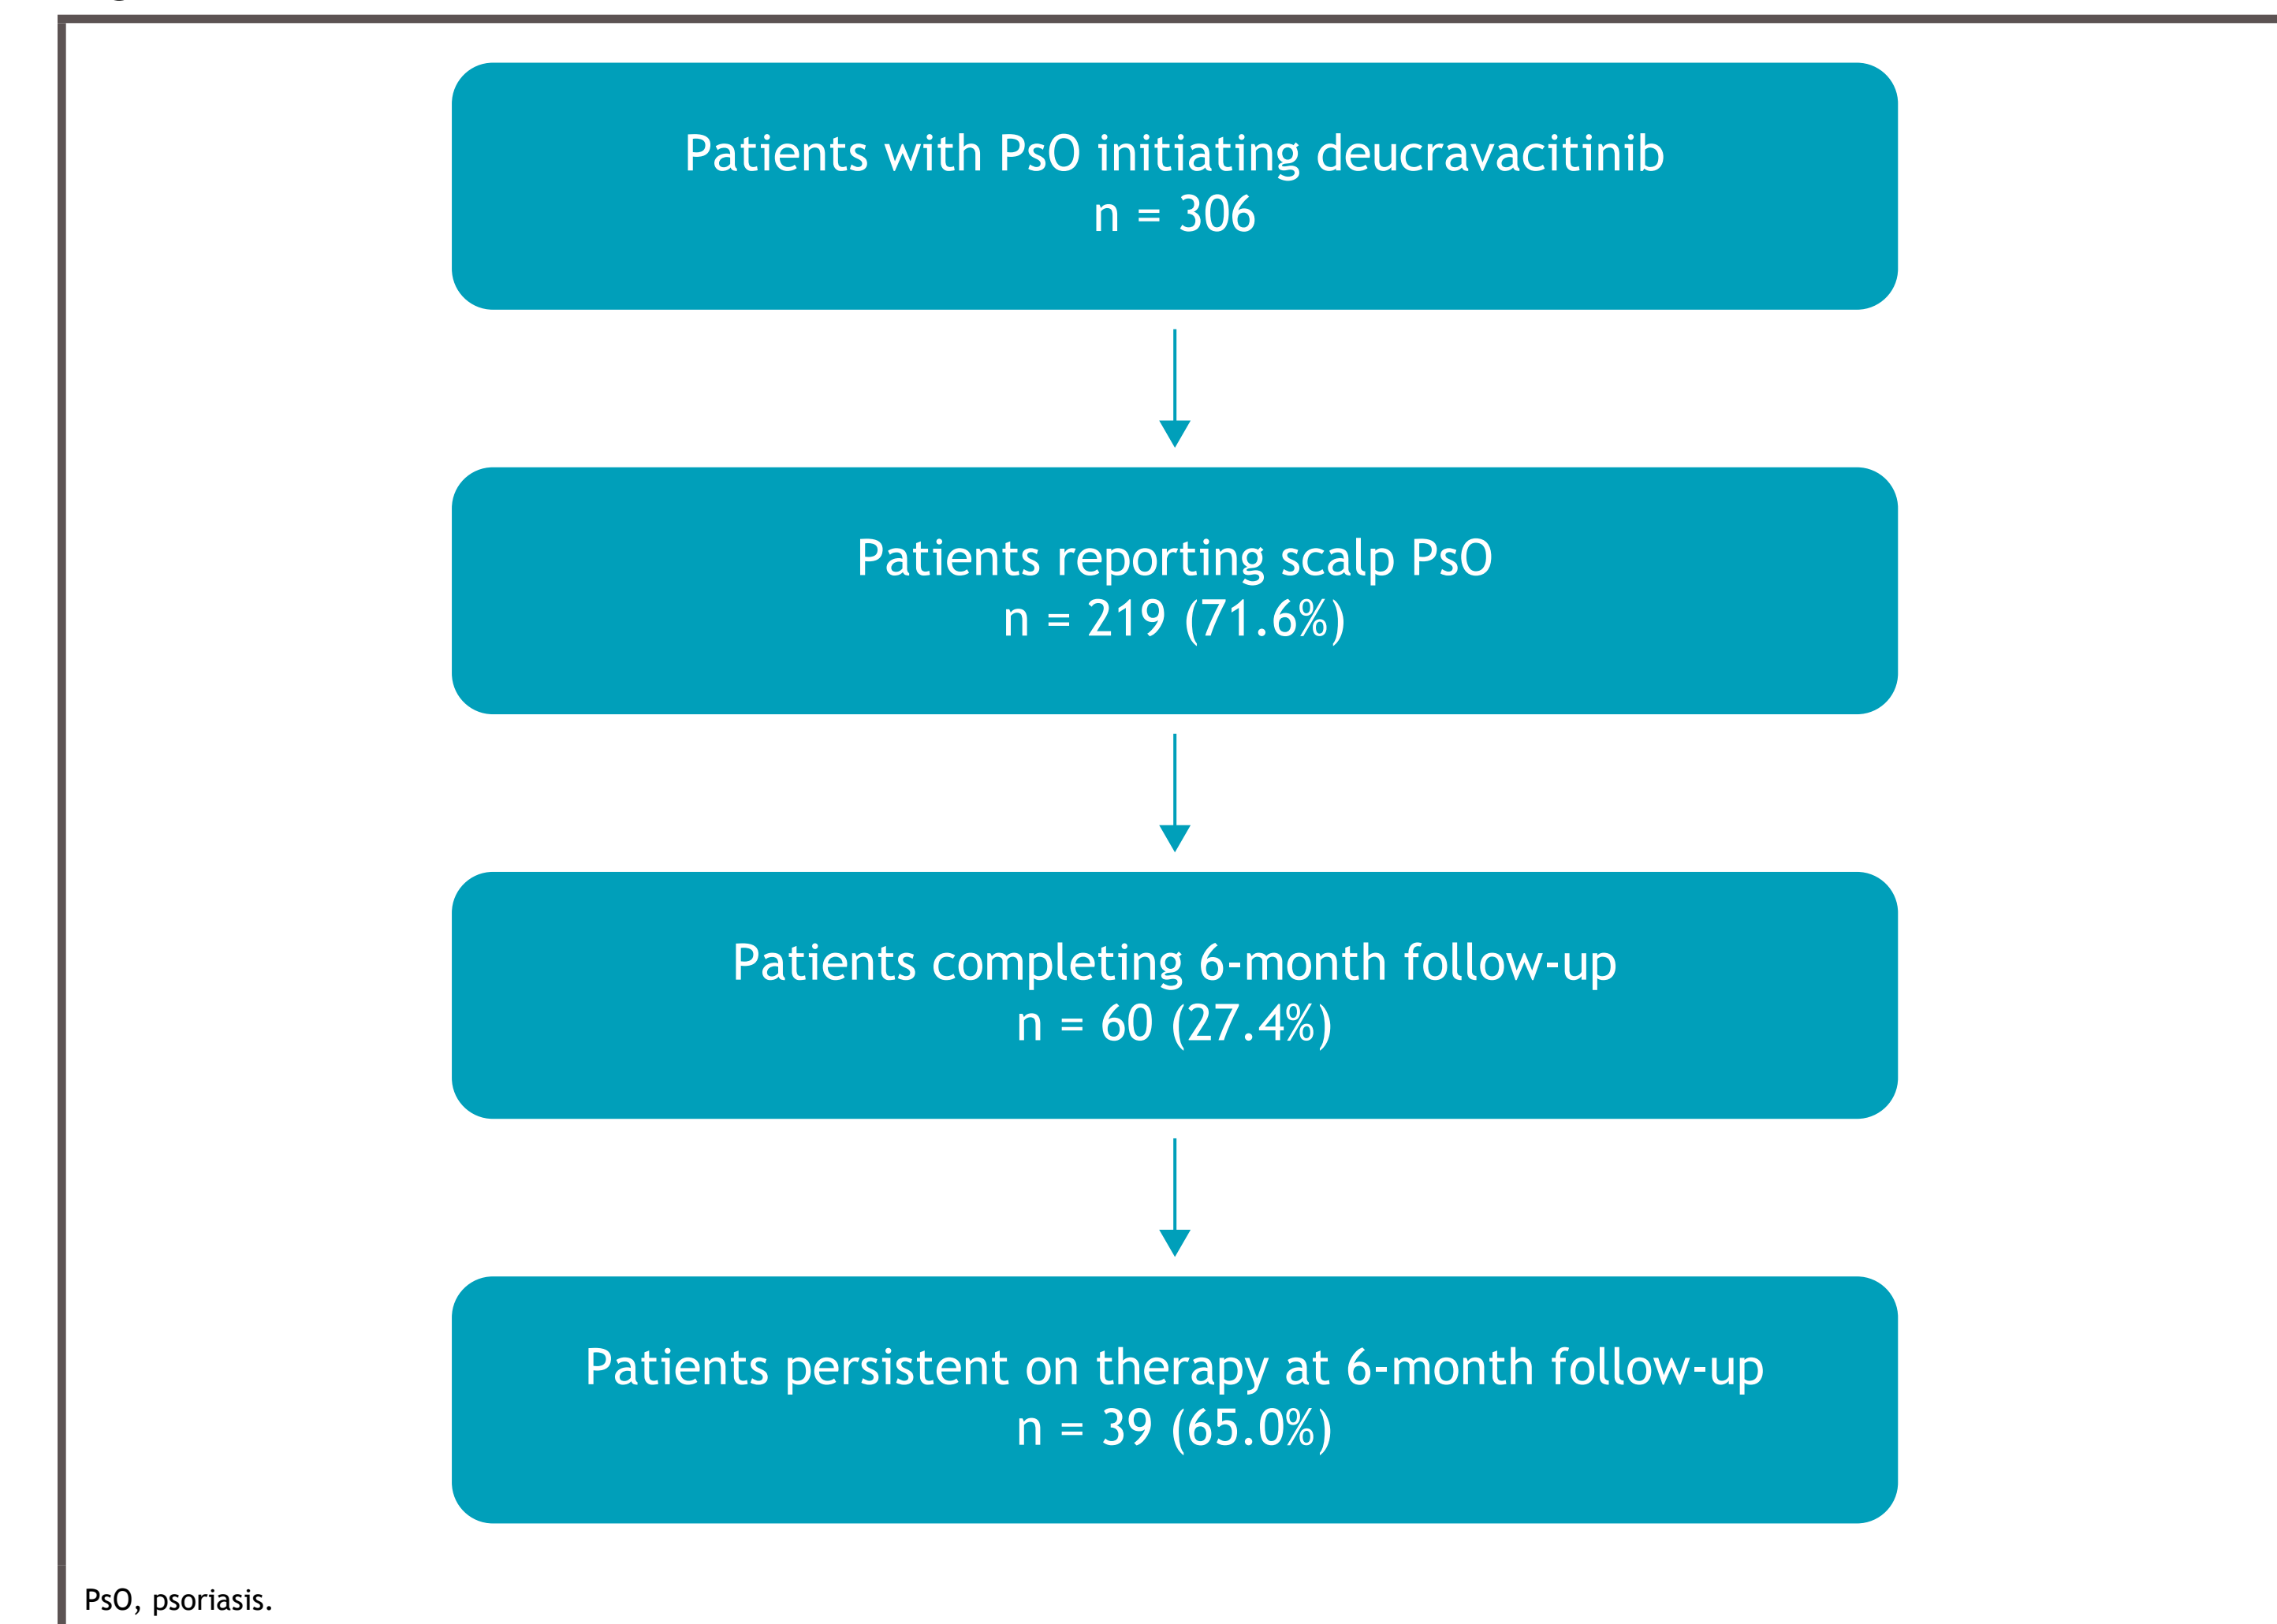 Patients with PsO initiating deucravacitinib
n = 306
Patients reporting scalp PsO
n = 219 (71.6%)
Patients completing 6-month follow-up
n = 60 (27.4%)
Patients persistent on therapy at 6-month follow-up
n = 39 (65.0%)
PsO, psoriasis.